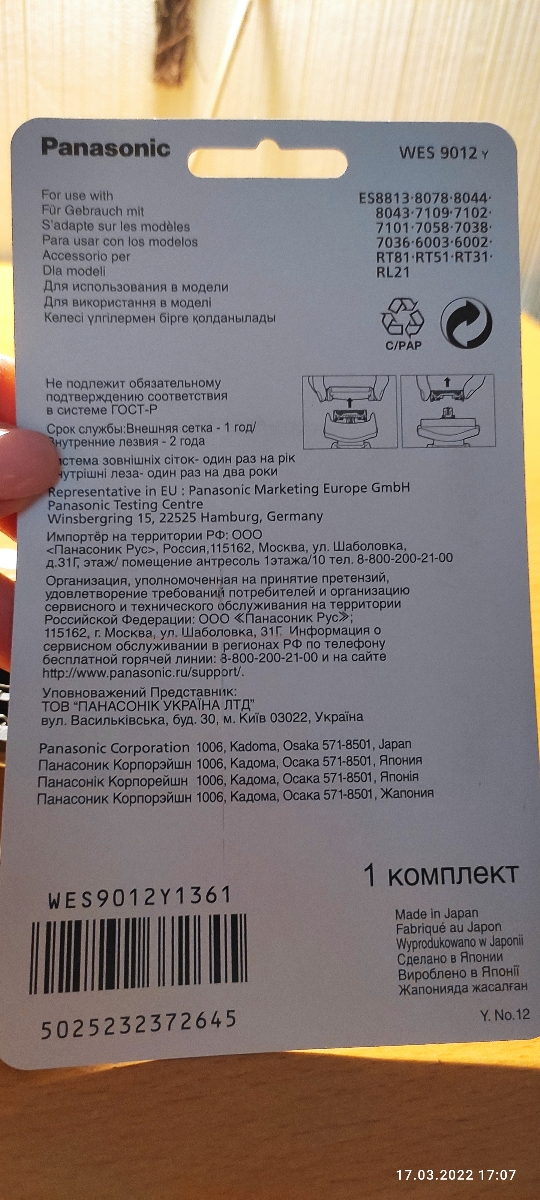 Panasonic
WES 9012 Y
For use with
Für Gebrauch mit
S'adapte sur les modèles
Para usar con los modelos
Accessorio per
Dla modeli
Для использования в модели
Для використання в моделі
Келесі үлгілермен бірге қолданылады
ES8813·8078·8044·
8043·7109·7102·
7101·7058·7038·
7036·6003·6002·
RT81·RT51·RT31·
RL21
C/PAP
Не подлежит обязательному
подтверждению соответствия
в системе ГОСТ-Р
Срок службы:Внешняя сетка - 1 год/
Внутренние лезвия - 2 года
система зовнішніх сіток- один раз на рік
нутрішні леза- один раз на два роки
Representative in EU : Panasonic Marketing Europe GmbH
Panasonic Testing Centre
Winsbergring 15, 22525 Hamburg, Germany
Импортёр на территории РФ: ООО
<Панасоник Рус>, Россия,115162, Москва, ул. Шаболовка,
д.31Г, этаж/ помещение антресоль 1этажа/10 тел. 8-800-200-21-00
Организация, уполномоченная на принятие претензий,
удовлетворение требований потребителей и организацию
сервисного и технического обслуживания на территории
Российской Федерации: ООО ≪Панасоник Рус≫;
115162, г. Москва, ул. Шаболовка, 31Г. Информация о
сервисном обслуживании в регионах РФ по телефону
бесплатной горячей линии: 8-800-200-21-00 и на сайте
http://www.panasonic.ru/support/.
Уповноважений Представник:
ТОВ "ПАНАСОНІК УКРАЇНА ЛТД"
вул. Васильківська, буд. 30, м. Київ 03022, Україна
Panasonic Corporation 1006, Kadoma, Osaka 571-8501, Japan
Панасоник Корпорэйшн 1006, Кадома, Осака 571-8501, Япония
Панасонік Корпорейшн 1006, Кадома, Осака 571-8501, Японія
Панасоник Корпорэйшн 1006, Кадома, Осака 571-8501, Жапония
1 комплект
WES9012Y1361
5025232372645
Made in Japan
Fabriqué au Japon
Wyprodukowano w Japonii
Сделано в Японии
Вироблено в Японії
Жапонияда жасалған
Y. No.12
17.03.2022 17:07